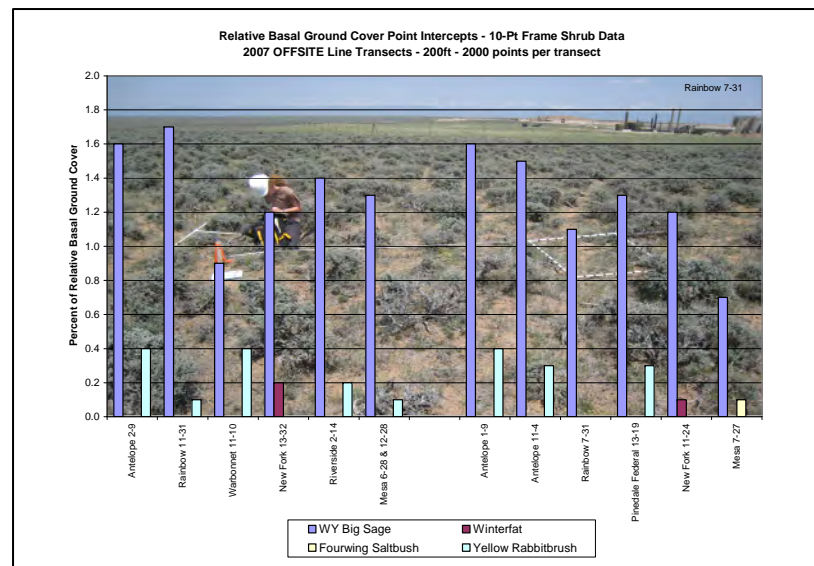 Relative Basal Ground Cover Point Intercepts - 10-Pt Frame Shrub Data
2007 OFFSITE Line Transects - 200ft - 2000 points per transect
Rainbow 7-31
Percent of Relative Basal Ground Cover
2.0
1.8
1.6
1.4
1.2
1.0
0.8
0.6
0.4
0.2
0.0
Antelope 2-9
Rainbow 11-31
Warbonnet 11-10
New Fork 13-32
Riverside 2-14
Mesa 6-28 & 12-28
Antelope 1-9
Antelope 11-4
Rainbow 7-31
Pinedale Federal 13-19
New Fork 11-24
Mesa 7-27
WY Big Sage
Winterfat
Fourwing Saltbush
Yellow Rabbitbrush